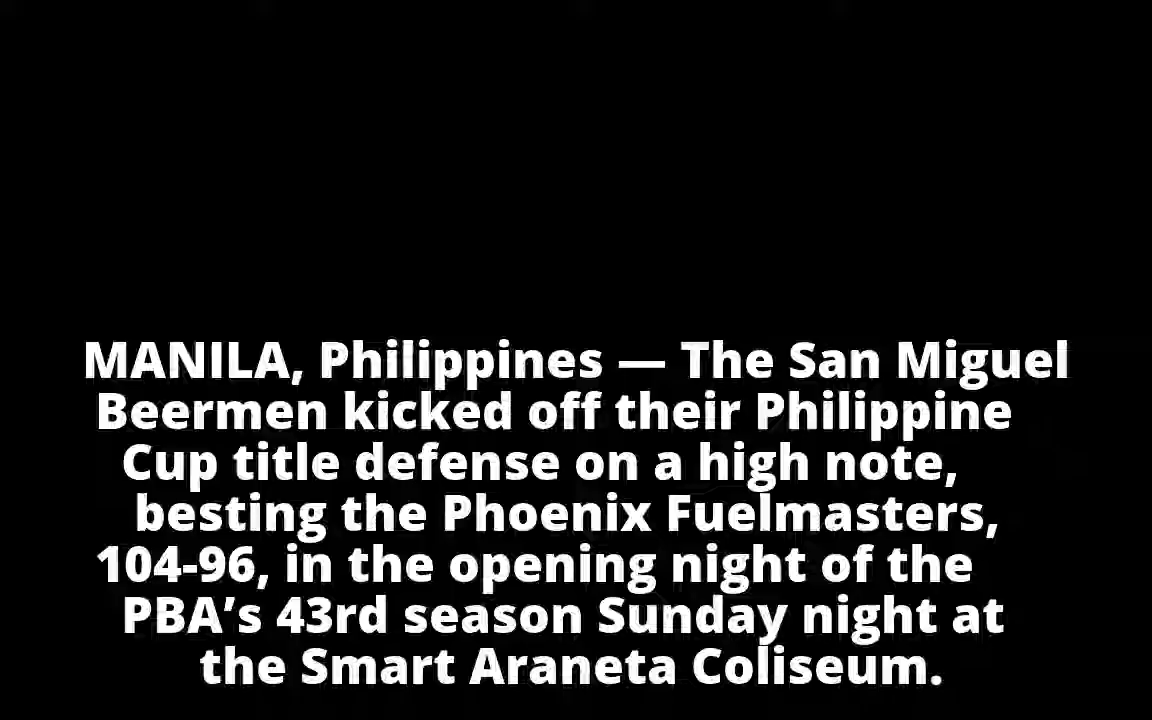 MANILA, Philippines — The San Miguel
Beermen kicked off their Philippine
Cup title defense on a high note,
besting the Phoenix Fuelmasters,
104-96, in the opening night of the
PBA’s 43rd season Sunday night at
the Smart Araneta Coliseum.